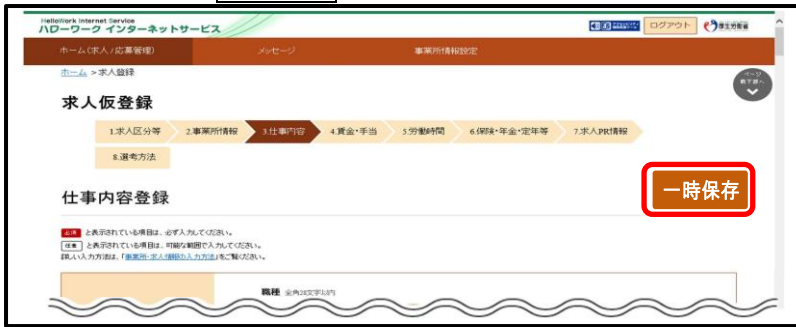 HelloWork Internet Service
ハローワーク インターネットサービス
ログアウト
厚生労働省
ホーム(求人/応募管理) メッセージ 事業所情報設定
ホーム > 求人登録
ページ
最下部へ
求人仮登録
1.求人区分等 2.事業所情報 3.仕事内容 4.賃金・手当 5.労働時間 6.保険・年金・定年等 7.求人PR情報
8.選考方法
一時保存
仕事内容登録
必須 と表示されている項目は、必ず入力してください。
任意 と表示されている項目は、可能な範囲で入力してください。
詳しい入力方法は、「事業所・求人情報の入力方法」をご覧ください。
職種 全角28文字以内